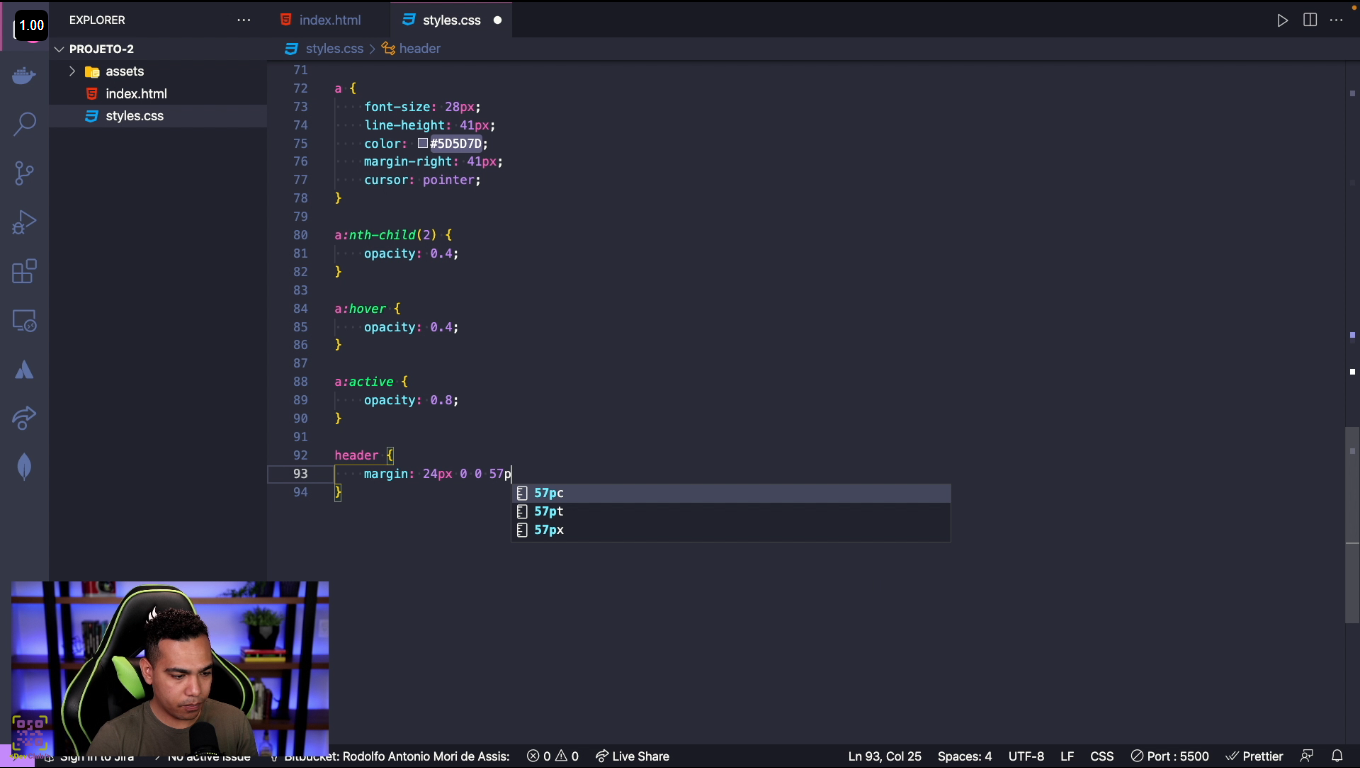 1.00
EXPLORER
···
index.html
styles.css
PROJETO-2
styles.css > header
assets
index.html
styles.css
71
72 a {
73 font-size: 28px;
74 line-height: 41px;
75 color: #5D5D7D;
76 margin-right: 41px;
77 cursor: pointer;
78 }
79
80 a:nth-child(2) {
81 opacity: 0.4;
82 }
83
84 a:hover {
85 opacity: 0.4;
86 }
87
88 a:active {
89 opacity: 0.8;
90 }
91
92 header {
93 margin: 24px 0 0 57p
94 }
57pc
57pt
57px
Sign in to Jira
No active issue
Bitbucket: Rodolfo Antonio Mori de Assis:
0 0
Live Share
Ln 93, Col 25
Spaces: 4
UTF-8
LF
CSS
Port : 5500
Prettier